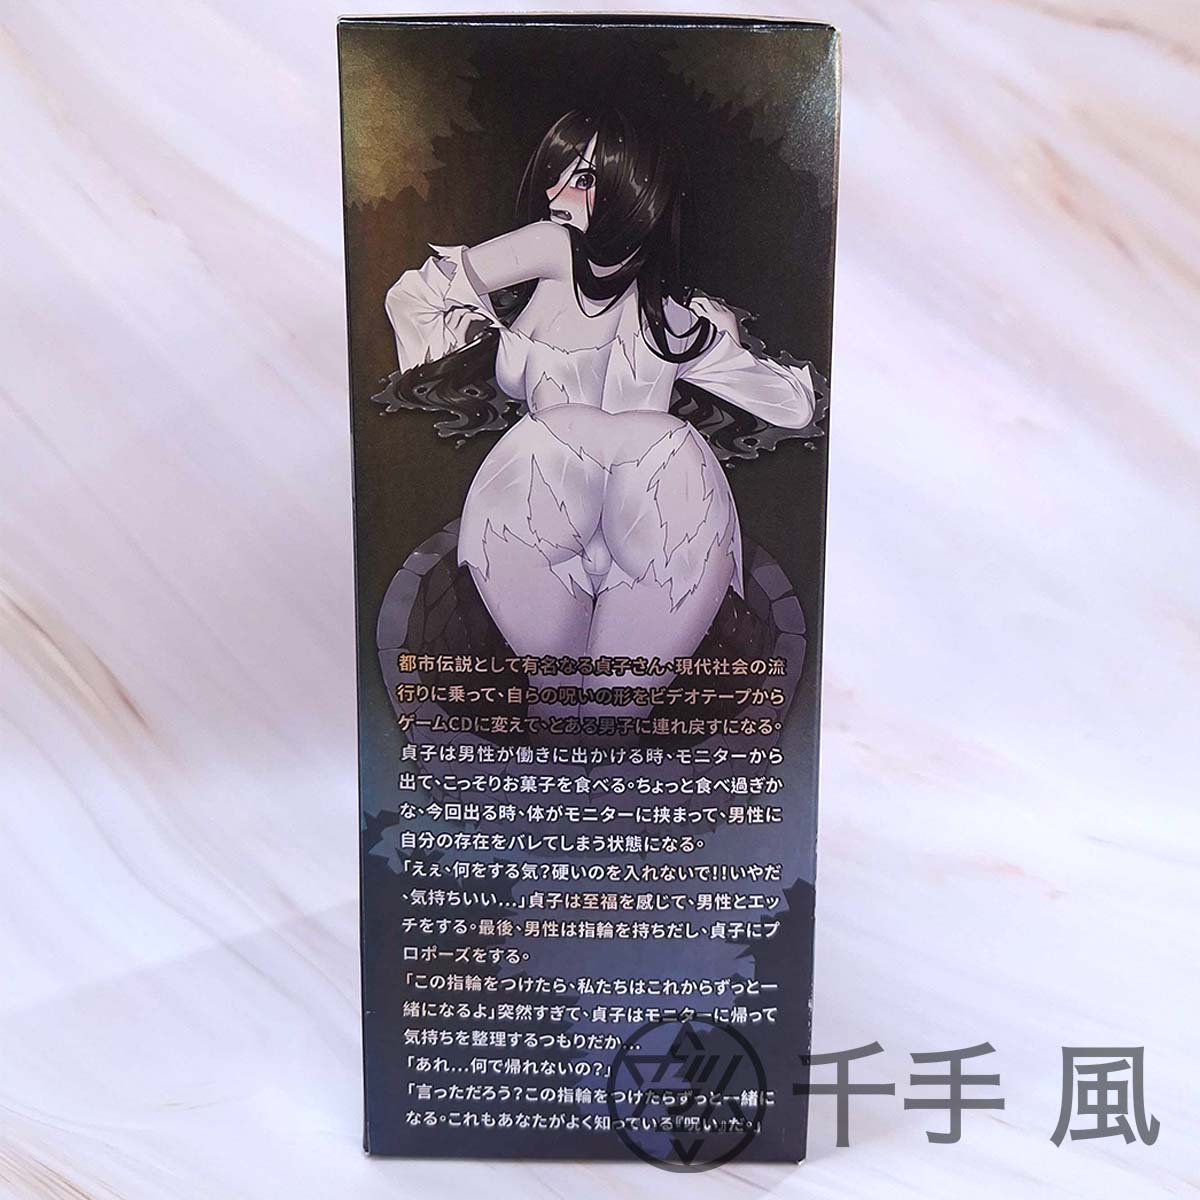 都市伝説として有名なる貞子さん、現代社会の流
行りに乗って、自らの呪いの形をビデオテープから
ゲームCDに変えて、とある男子に連れ戻すになる。
貞子は男性が働きに出かける時、モニターから
出て、こっそりお菓子を食べる。ちょっと食べ過ぎか
な、今回出る時、体がモニターに挟まって、男性に
自分の存在をバレてしまう状態になる。
「えぇ、何をする気？硬いのを入れないで！！いやだ
、気持ちいい…」貞子は至福を感じて、男性とエッ
チをする。最後、男性は指輪を持ちだし、貞子にプ
ロポーズをする。
「この指輪をつけたら、私たちはこれからずっと一
緒になるよ」突然すぎて、貞子はモニターに帰って
気持ちを整理するつもりだか…
「あれ…何で帰れないの？」
「言っただろう？この指輪をつけたらずっと一緒に
なる。これもあなたがよく知っている『呪い』だ。」
千手 風